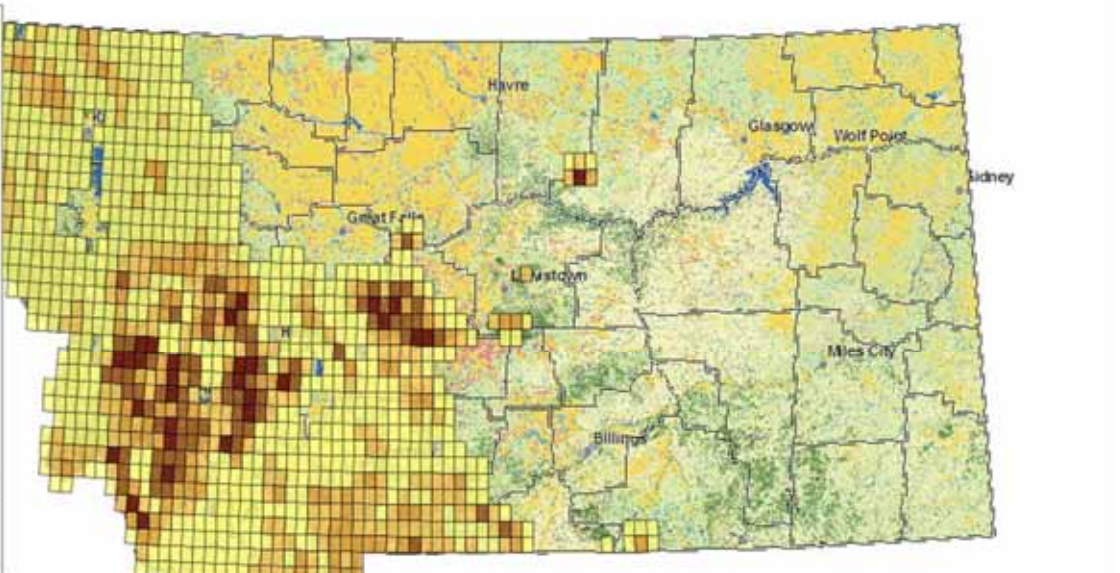 Havre
Glasgow
Wolf Point
Sidney
Great Falls
Miles City
Billings